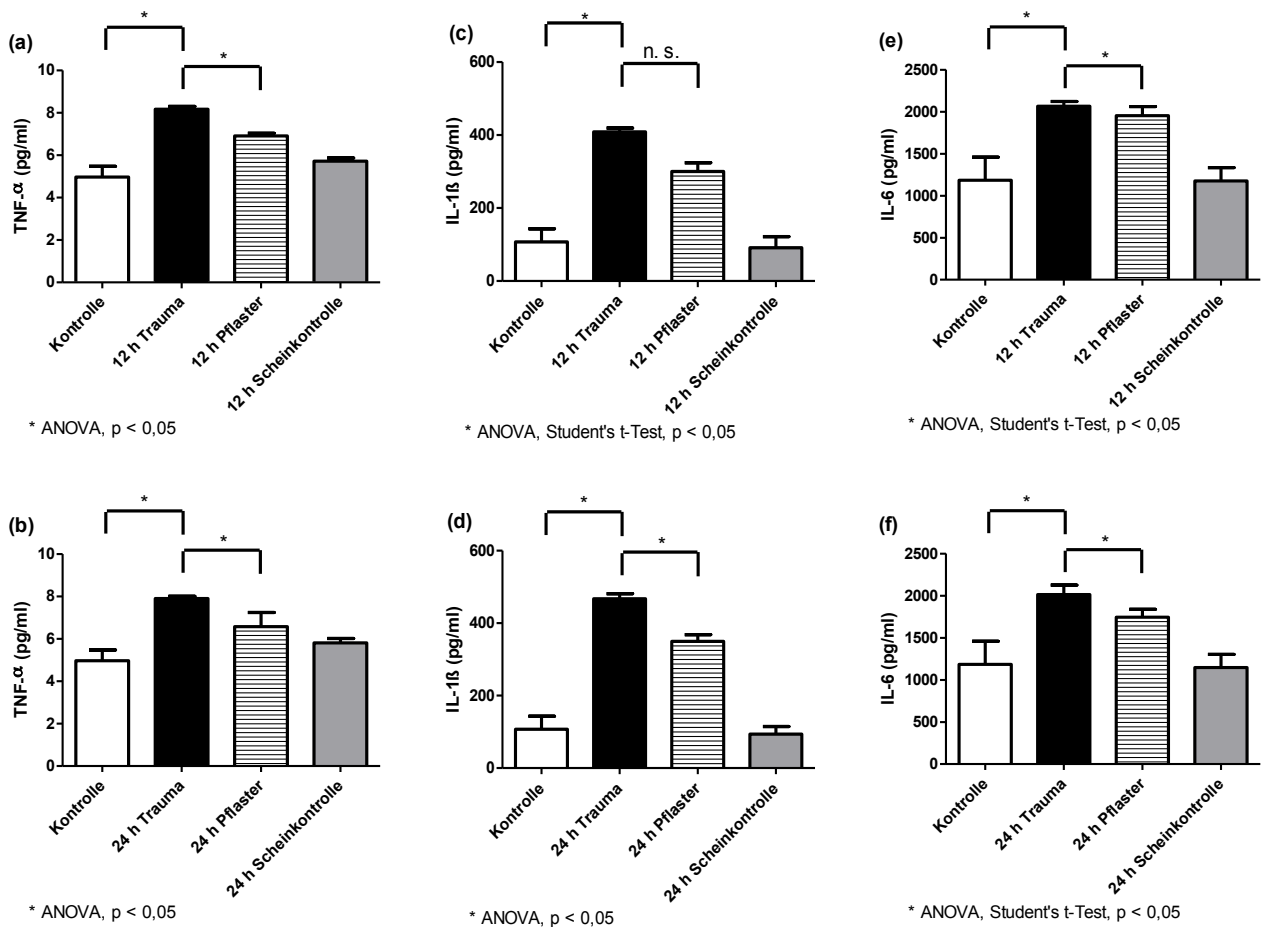 (a)
*
*
TNF-α (pg/ml)
10
8
6
4
2
0
Kontrolle
12 h Trauma
12 h Pflaster
12 h Scheinkontrolle
* ANOVA, p < 0,05
(c)
*
n. s.
IL-1ß (pg/ml)
600
400
200
0
Kontrolle
12 h Trauma
12 h Pflaster
12 h Scheinkontrolle
* ANOVA, Student's t-Test, p < 0,05
(e)
*
*
IL-6 (pg/ml)
2500
2000
1500
1000
500
0
Kontrolle
12 h Trauma
12 h Pflaster
12 h Scheinkontrolle
* ANOVA, Student's t-Test, p < 0,05
(b)
*
*
TNF-α (pg/ml)
10
8
6
4
2
0
Kontrolle
24 h Trauma
24 h Pflaster
24 h Scheinkontrolle
* ANOVA, p < 0,05
(d)
*
*
IL-1ß (pg/ml)
600
400
200
0
Kontrolle
24 h Trauma
24 h Pflaster
24 h Scheinkontrolle
* ANOVA, p < 0,05
(f)
*
*
IL-6 (pg/ml)
2500
2000
1500
1000
500
0
Kontrolle
24 h Trauma
24 h Pflaster
24 h Scheinkontrolle
* ANOVA, Student's t-Test, p < 0,05